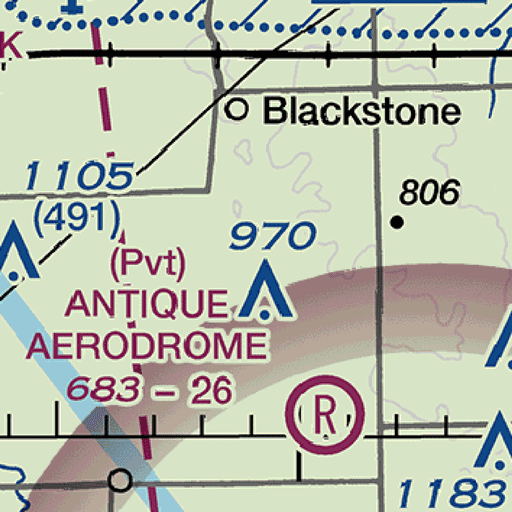 K
Blackstone
1105
(491)
806
970
(Pvt)
ANTIQUE
AERODROME
683 - 26
R
1183